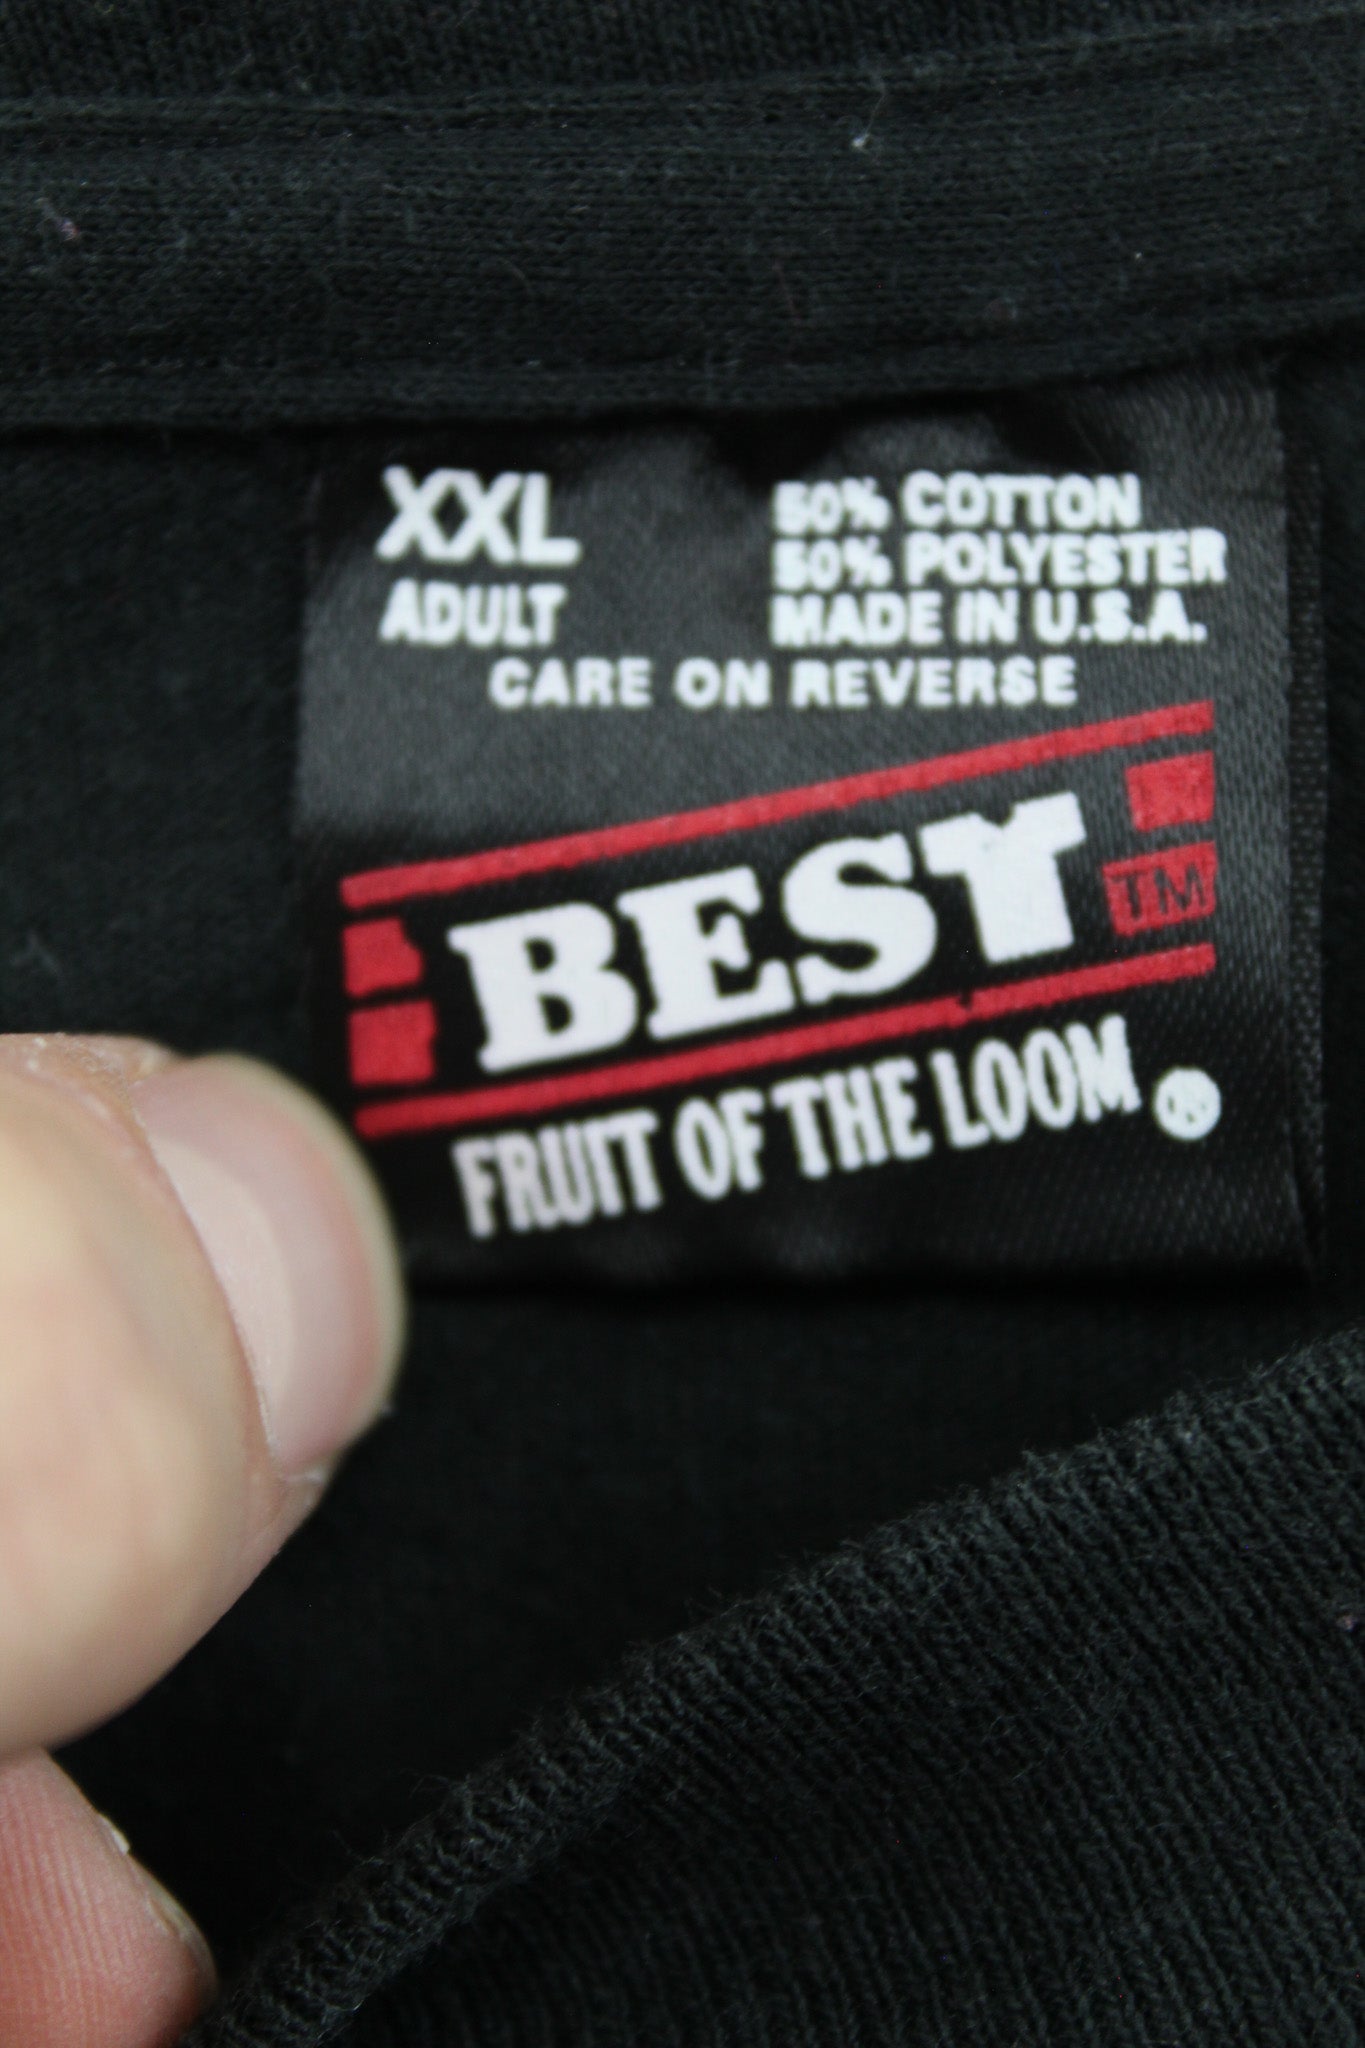 XXL
ADULT
50% COTTON
50% POLYESTER
MADE IN U.S.A.
CARE ON REVERSE
BEST
TM
FRUIT OF THE LOOM ®